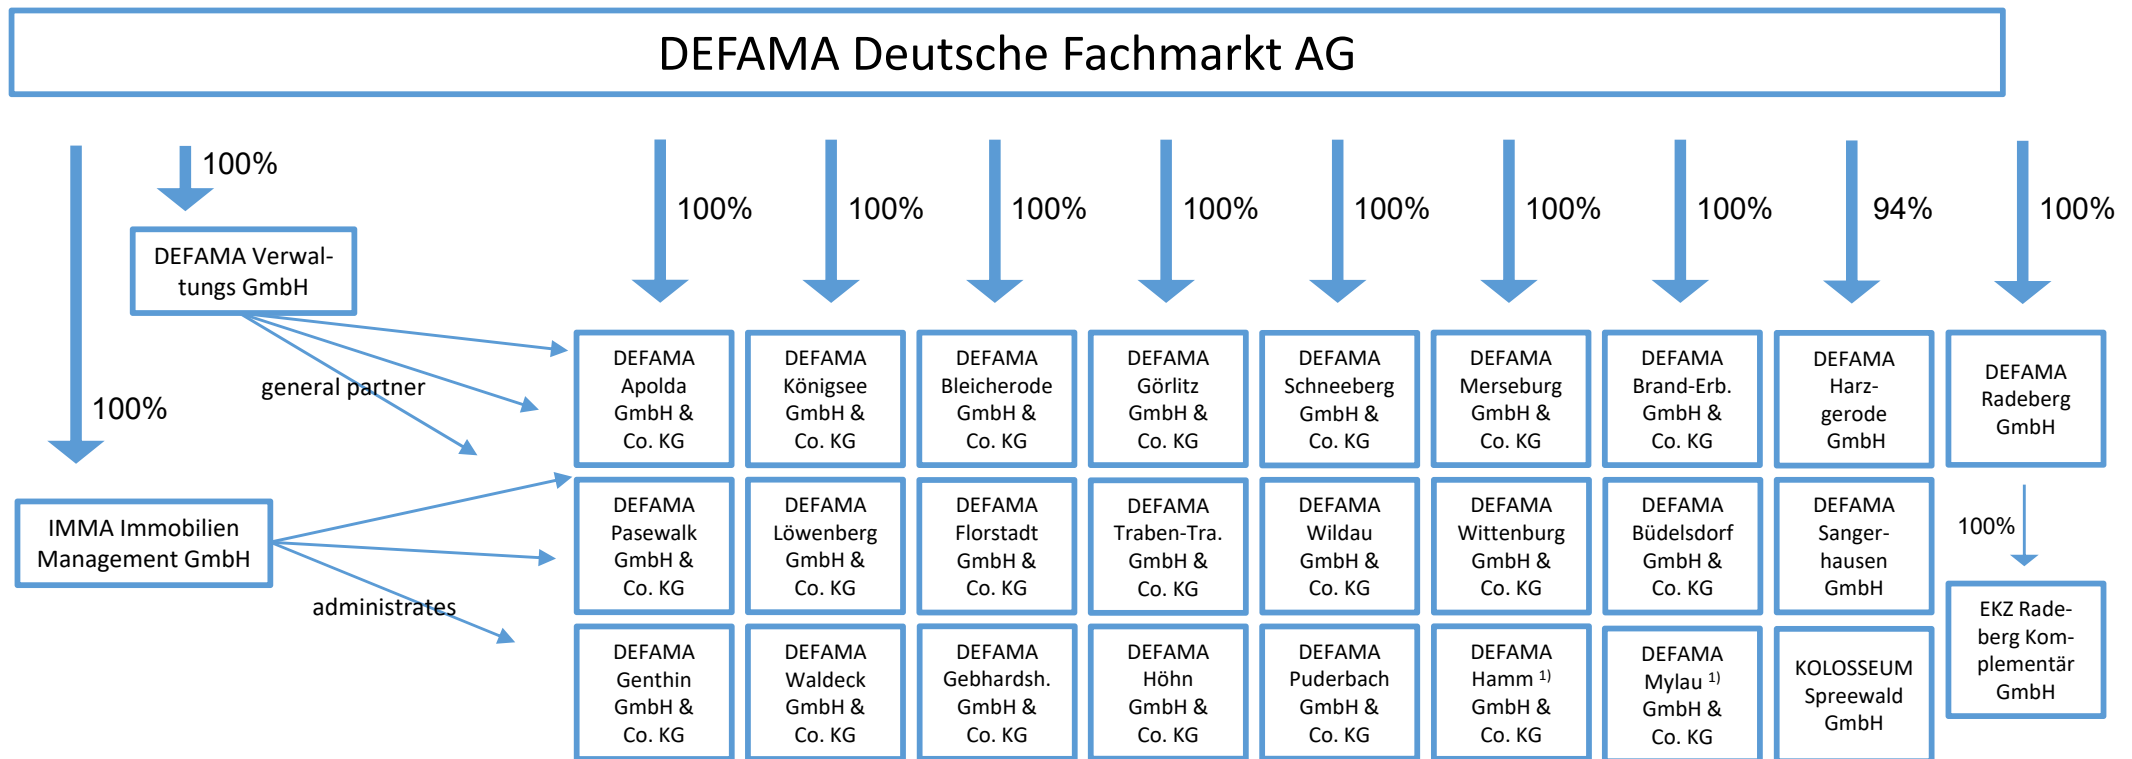 DEFAMA Deutsche Fachmarkt AG
100%
100%
100%
100%
100%
100%
100%
100%
100%
94%
100%
DEFAMA Verwal-
tungs GmbH
general partner
IMMA Immobilien
Management GmbH
administrates
DEFAMA
Apolda
GmbH &
Co. KG
DEFAMA
Königsee
GmbH &
Co. KG
DEFAMA
Bleicherode
GmbH &
Co. KG
DEFAMA
Görlitz
GmbH &
Co. KG
DEFAMA
Schneeberg
GmbH &
Co. KG
DEFAMA
Merseburg
GmbH &
Co. KG
DEFAMA
Brand-Erb.
GmbH &
Co. KG
DEFAMA
Harz-
gerode
GmbH
DEFAMA
Radeberg
GmbH
DEFAMA
Pasewalk
GmbH &
Co. KG
DEFAMA
Löwenberg
GmbH &
Co. KG
DEFAMA
Florstadt
GmbH &
Co. KG
DEFAMA
Traben-Tra.
GmbH &
Co. KG
DEFAMA
Wildau
GmbH &
Co. KG
DEFAMA
Wittenburg
GmbH &
Co. KG
DEFAMA
Büdelsdorf
GmbH &
Co. KG
DEFAMA
Sanger-
hausen
GmbH
100%
EKZ Rade-
berg Kom-
plementär
GmbH
DEFAMA
Genthin
GmbH &
Co. KG
DEFAMA
Waldeck
GmbH &
Co. KG
DEFAMA
Gebhardsh.
GmbH &
Co. KG
DEFAMA
Höhn
GmbH &
Co. KG
DEFAMA
Puderbach
GmbH &
Co. KG
DEFAMA
Hamm 1)
GmbH &
Co. KG
DEFAMA
Mylau 1)
GmbH &
Co. KG
KOLOSSEUM
Spreewald
GmbH